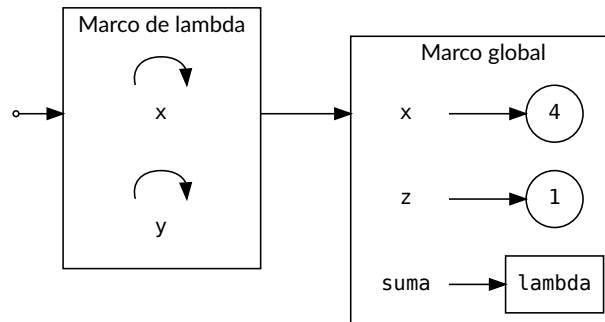 Marco de lambda
x
y
Marco global
x 4
z 1
suma lambda